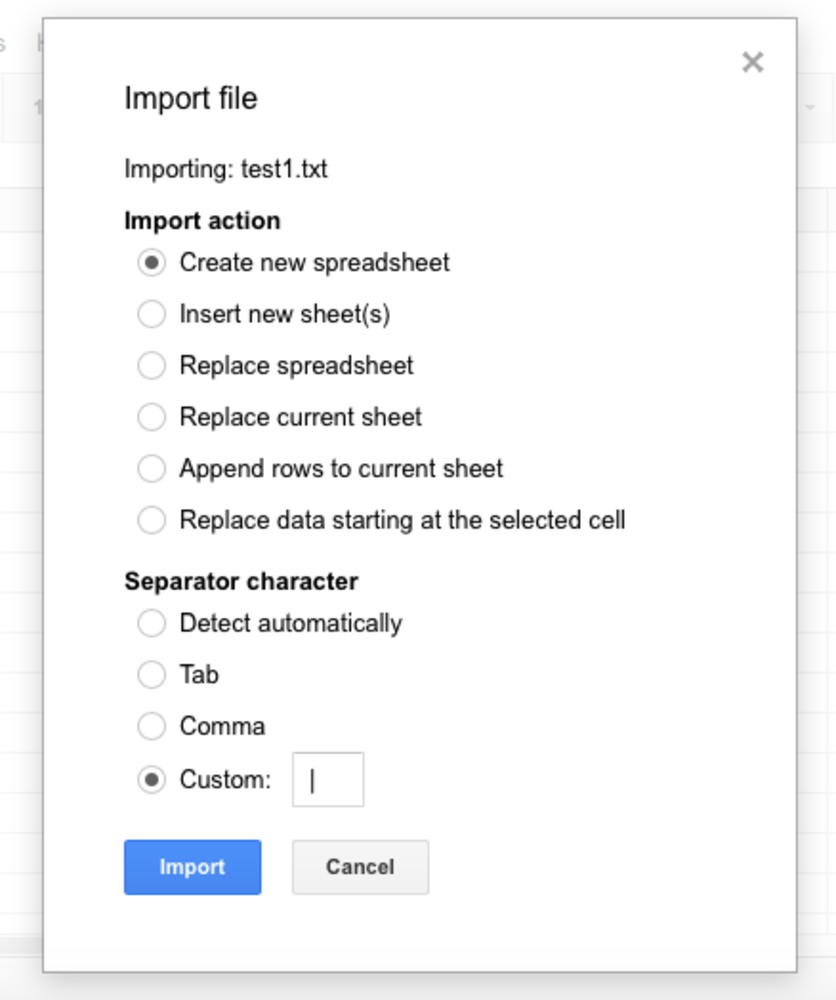 Import file
Importing: test1.txt
Import action
Create new spreadsheet
Insert new sheet(s)
Replace spreadsheet
Replace current sheet
Append rows to current sheet
Replace data starting at the selected cell
Separator character
Detect automatically
Tab
Comma
Custom: |
Import Cancel